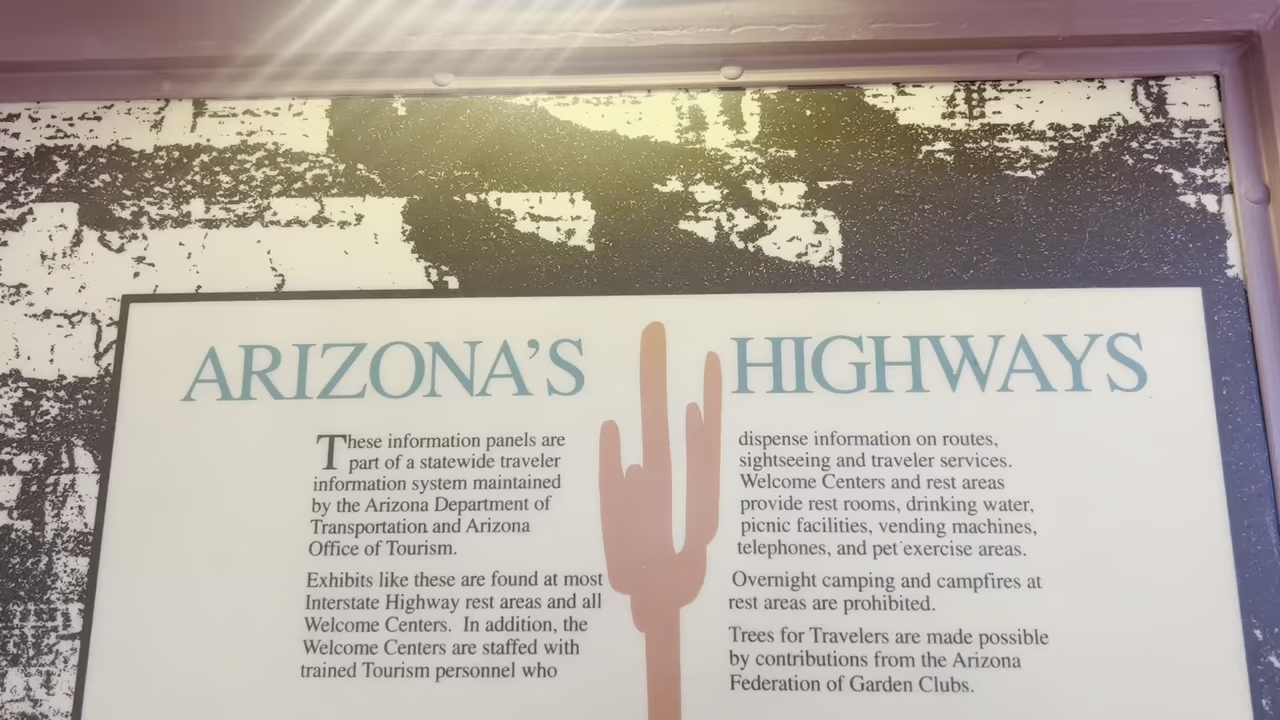 ARIZONA'S HIGHWAYS
These information panels are
part of a statewide traveler
information system maintained
by the Arizona Department of
Transportation and Arizona
Office of Tourism.
Exhibits like these are found at most
Interstate Highway rest areas and all
Welcome Centers. In addition, the
Welcome Centers are staffed with
trained Tourism personnel who
dispense information on routes,
sightseeing and traveler services.
Welcome Centers and rest areas
provide rest rooms, drinking water,
picnic facilities, vending machines,
telephones, and pet exercise areas.
Overnight camping and campfires at
rest areas are prohibited.
Trees for Travelers are made possible
by contributions from the Arizona
Federation of Garden Clubs.